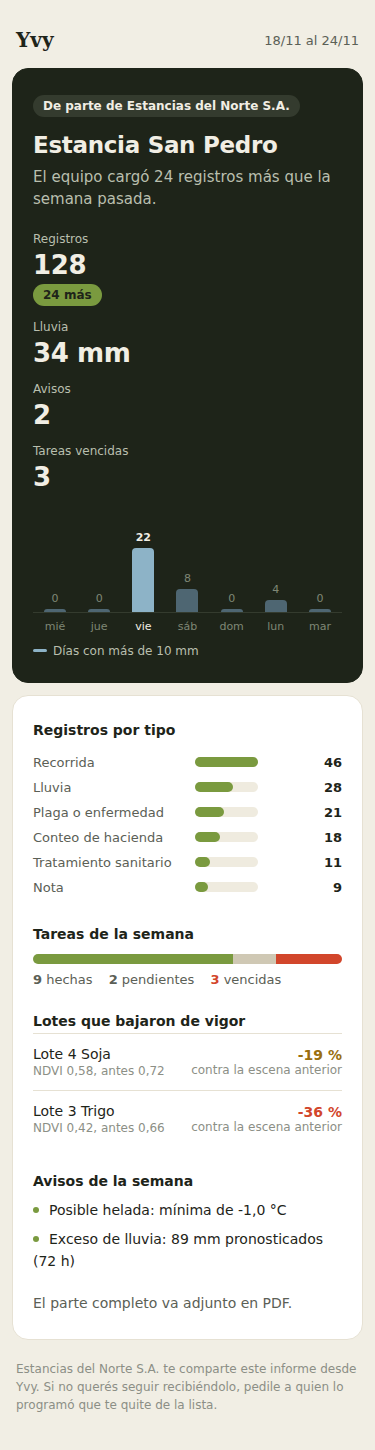 Yvy
18/11 al 24/11
De parte de Estancias del Norte S.A.
Estancia San Pedro
El equipo cargó 24 registros más que la
semana pasada.
Registros
128
24 más
Lluvia
34 mm
Avisos
2
Tareas vencidas
3
0 0 22 8 0 4 0
mié jue vie sáb dom lun mar
Días con más de 10 mm
Registros por tipo
Recorrida 46
Lluvia 28
Plaga o enfermedad 21
Conteo de hacienda 18
Tratamiento sanitario 11
Nota 9
Tareas de la semana
9 hechas 2 pendientes 3 vencidas
Lotes que bajaron de vigor
Lote 4 Soja -19 %
NDVI 0,58, antes 0,72 contra la escena anterior
Lote 3 Trigo -36 %
NDVI 0,42, antes 0,66 contra la escena anterior
Avisos de la semana
Posible helada: mínima de -1,0 °C
Exceso de lluvia: 89 mm pronosticados
(72 h)
El parte completo va adjunto en PDF.
Estancias del Norte S.A. te comparte este informe desde
Yvy. Si no querés seguir recibiéndolo, pedile a quien lo
programó que te quite de la lista.